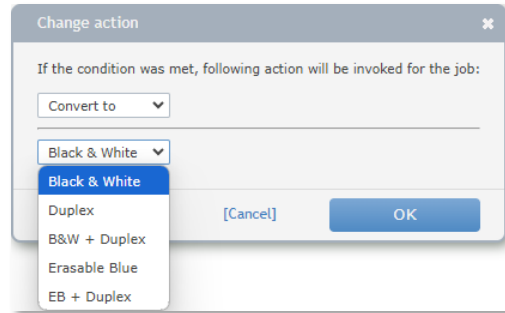 Change action
If the condition was met, following action will be invoked for the job:
Convert to
Black & White
Black & White
Duplex
B&W + Duplex
Erasable Blue
EB + Duplex
[Cancel]
OK